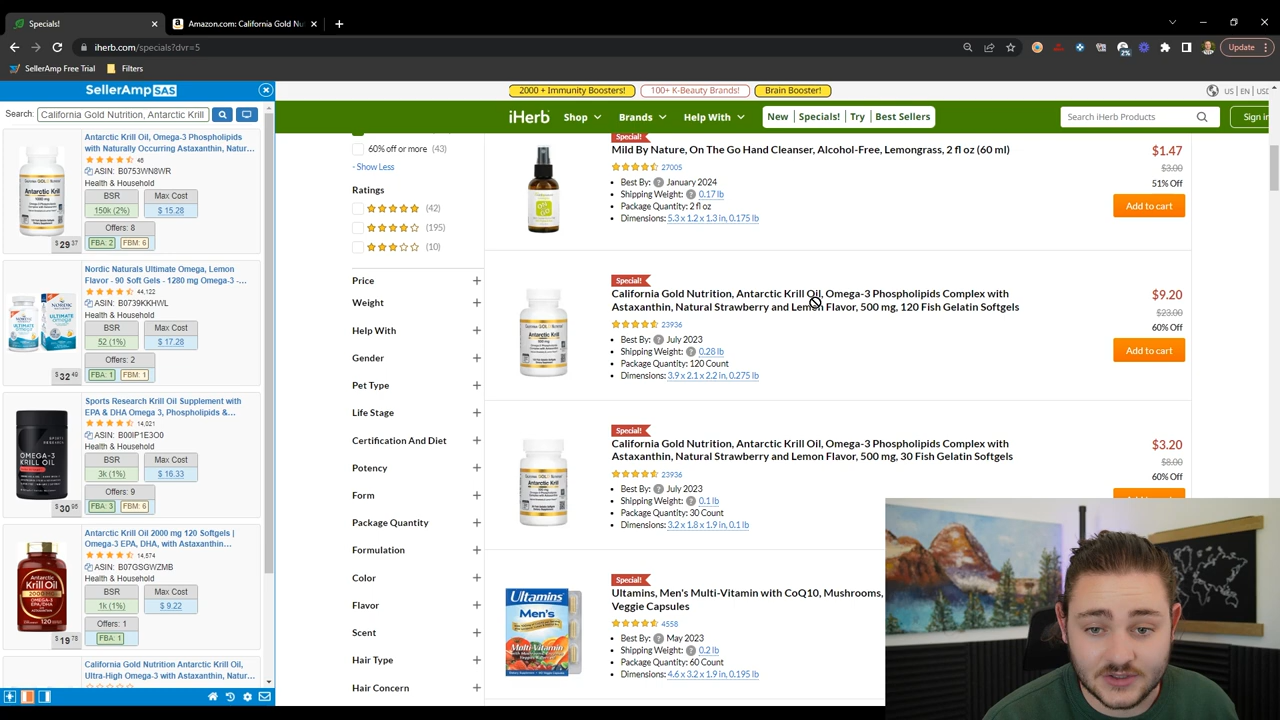 Specials!
Amazon.com: California Gold Nu
iherb.com/specials?dvr=5
2%
Update
SellerAmp Free Trial
Filters
SellerAmp SAS
Search:
California Gold Nutrition, Antarctic Krill
Antarctic Krill Oil, Omega-3 Phospholipids
with Naturally Occurring Astaxanthin, Natur...
48
ASIN: B0753WN8WR
Health & Household
BSR
Max Cost
150k (2%)
$ 15.28
Offers: 8
FBA: 2
FBM: 6
$ 29 37
Nordic Naturals Ultimate Omega, Lemon
Flavor - 90 Soft Gels - 1280 mg Omega-3 -...
44,122
ASIN: B0739KKHWL
Health & Household
BSR
Max Cost
52 (1%)
$ 17.28
Offers: 2
FBA: 1
FBM: 1
$ 32 49
Sports Research Krill Oil Supplement with
EPA & DHA Omega 3, Phospholipids &...
14,021
ASIN: B00IP1E3O0
Health & Household
BSR
Max Cost
3k (1%)
$ 16.33
Offers: 9
FBA: 3
FBM: 6
$ 30 95
Antarctic Krill Oil 2000 mg 120 Softgels |
Omega-3 EPA, DHA, with Astaxanthin...
14,574
ASIN: B07GSGWZMB
Health & Household
BSR
Max Cost
1k (1%)
$ 9.22
Offers: 1
FBA: 1
$ 19 78
California Gold Nutrition Antarctic Krill Oil,
Ultra-High Omega-3 with Astaxanthin, Natur...
2000 + Immunity Boosters!
100+ K-Beauty Brands!
Brain Booster!
US | EN | USD
iHerb
Shop
Brands
Help With
New
Specials!
Try
Best Sellers
Search iHerb Products
Sign in
60% off or more (43)
- Show Less
Ratings
(42)
(195)
(10)
Price
Weight
Help With
Gender
Pet Type
Life Stage
Certification And Diet
Potency
Form
Package Quantity
Formulation
Color
Flavor
Scent
Hair Type
Hair Concern
Special!
Mild By Nature, On The Go Hand Cleanser, Alcohol-Free, Lemongrass, 2 fl oz (60 ml)
27005
Best By: January 2024
Shipping Weight: 0.17 lb
Package Quantity: 2 fl oz
Dimensions: 5.3 x 1.2 x 1.3 in, 0.175 lb
$1.47
$3.00
51% Off
Add to cart
Special!
California Gold Nutrition, Antarctic Krill Oil, Omega-3 Phospholipids Complex with
Astaxanthin, Natural Strawberry and Lemon Flavor, 500 mg, 120 Fish Gelatin Softgels
23936
Best By: July 2023
Shipping Weight: 0.28 lb
Package Quantity: 120 Count
Dimensions: 3.9 x 2.1 x 2.2 in, 0.275 lb
$9.20
$23.00
60% Off
Add to cart
Special!
California Gold Nutrition, Antarctic Krill Oil, Omega-3 Phospholipids Complex with
Astaxanthin, Natural Strawberry and Lemon Flavor, 500 mg, 30 Fish Gelatin Softgels
23936
Best By: July 2023
Shipping Weight: 0.1 lb
Package Quantity: 30 Count
Dimensions: 3.2 x 1.8 x 1.9 in, 0.1 lb
$3.20
$8.00
60% Off
Special!
Ultamins, Men's Multi-Vitamin with CoQ10, Mushrooms,
Veggie Capsules
4558
Best By: May 2023
Shipping Weight: 0.2 lb
Package Quantity: 60 Count
Dimensions: 4.6 x 3.2 x 1.9 in, 0.195 lb
Ultamins
Men's
Multi-Vitamin